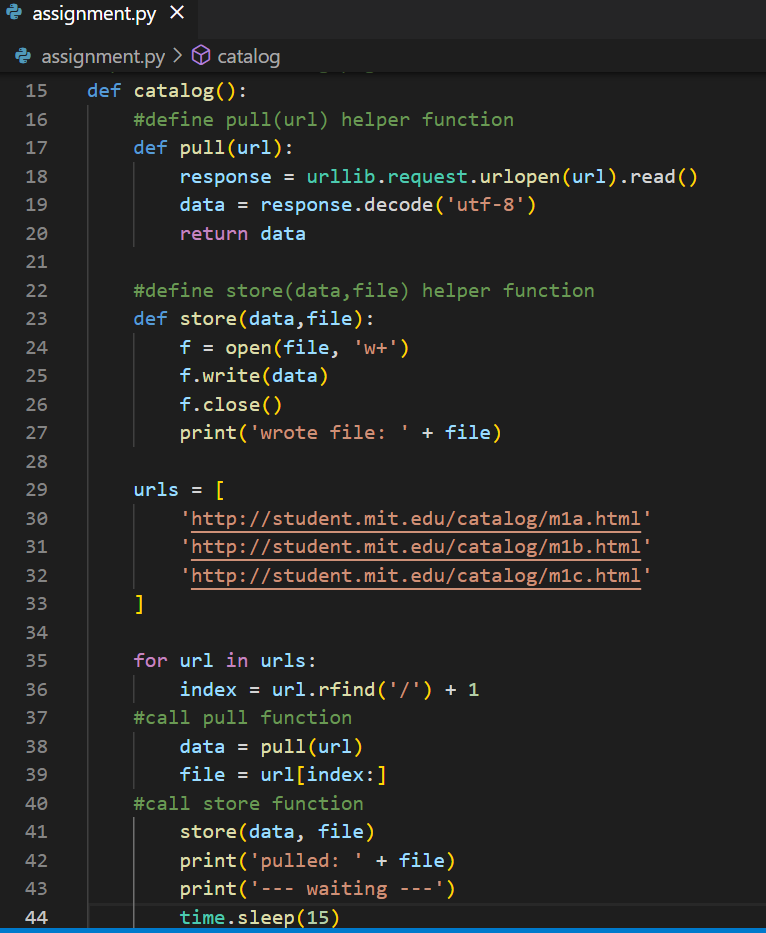 assignment.py ×
assignment.py > catalog
15 def catalog():
16     #define pull(url) helper function
17     def pull(url):
18         response = urllib.request.urlopen(url).read()
19         data = response.decode('utf-8')
20         return data
21
22     #define store(data,file) helper function
23     def store(data,file):
24         f = open(file, 'w+')
25         f.write(data)
26         f.close()
27         print('wrote file: ' + file)
28
29     urls = [
30         'http://student.mit.edu/catalog/m1a.html'
31         'http://student.mit.edu/catalog/m1b.html'
32         'http://student.mit.edu/catalog/m1c.html'
33     ]
34
35     for url in urls:
36         index = url.rfind('/') + 1
37     #call pull function
38         data = pull(url)
39         file = url[index:]
40     #call store function
41         store(data, file)
42         print('pulled: ' + file)
43         print('--- waiting ---')
44         time.sleep(15)